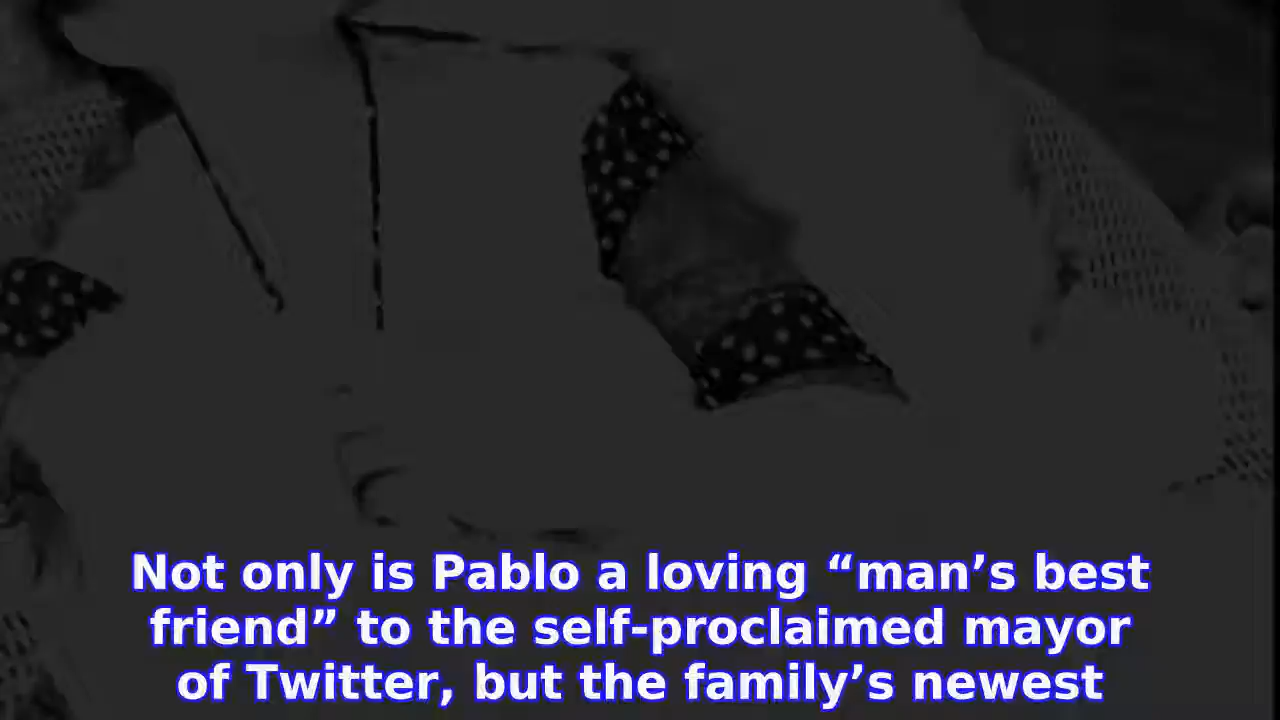 Not only is Pablo a loving “man’s best
friend” to the self-proclaimed mayor
of Twitter, but the family’s newest